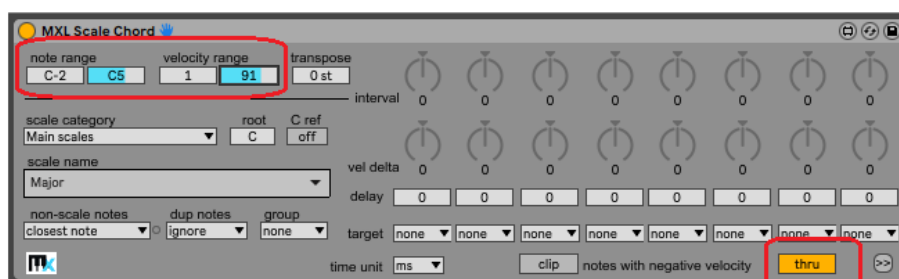 MXL Scale Chord
note range velocity range transpose
C-2 C5 1 91 0 st
interval 0 0 0 0 0 0 0 0
scale category root C ref
Main scales C off
scale name
Major
vel delta 0 0 0 0 0 0 0 0
delay 0 0 0 0 0 0 0 0
non-scale notes dup notes group
closest note ignore none
target none none none none none none none none
time unit ms clip notes with negative velocity thru >>